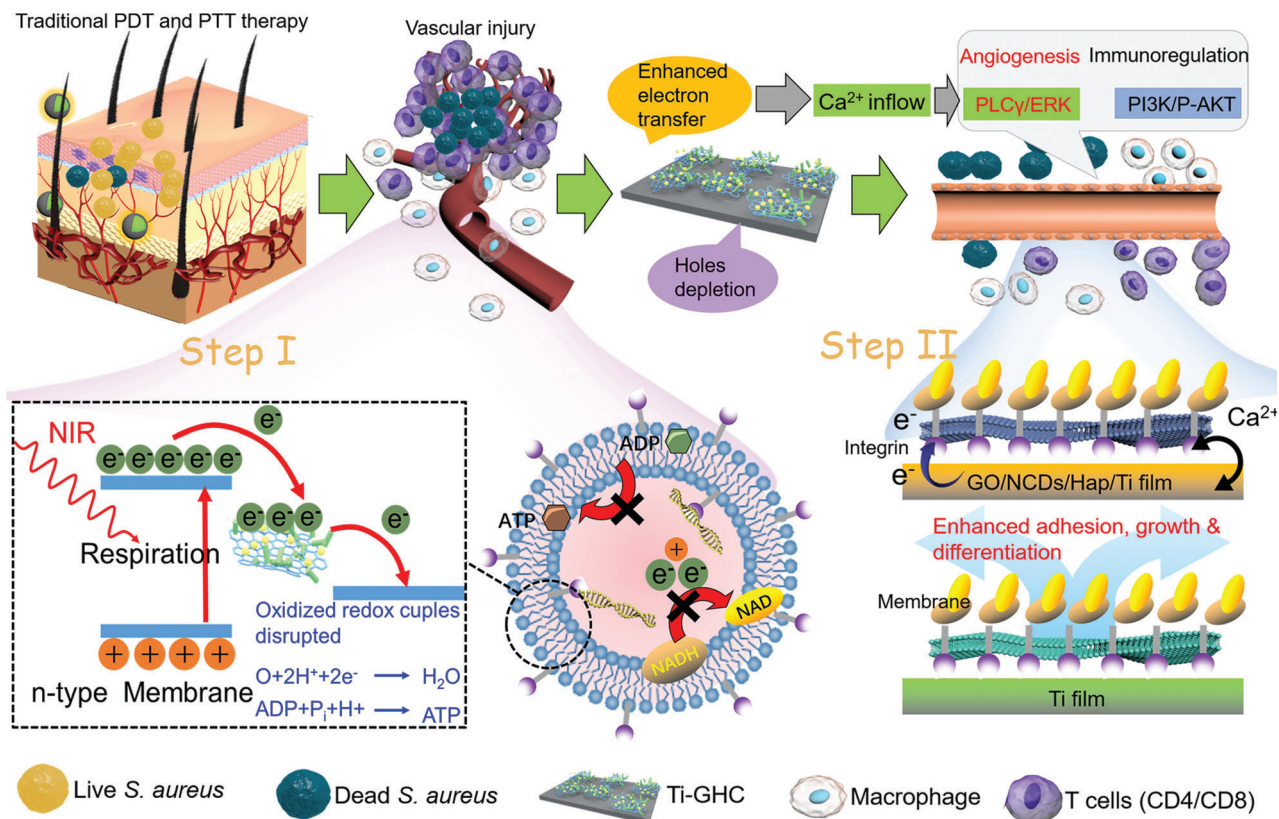 Traditional PDT and PTT therapy
Vascular injury
Enhanced
electron
transfer
Ca²⁺ inflow
Angiogenesis
Immunoregulation
PLCγ/ERK
PI3K/P-AKT
Holes
depletion
Step I
Step II
NIR
e⁻
e⁻ e⁻ e⁻ e⁻ e⁻
e⁻ e⁻ e⁻
e⁻
Respiration
Oxidized redox cuples
disrupted
+ + + +
n-type Membrane
O+2H⁺+2e⁻ → H₂O
ADP+Pᵢ+H+ → ATP
ADP
ATP
+
e⁻ e⁻
NAD
NADH
e⁻
Ca²⁺
Integrin
e⁻
GO/NCDs/Hap/Ti film
Enhanced adhesion, growth &
differentiation
Membrane
Ti film
Live S. aureus
Dead S. aureus
Ti-GHC
Macrophage
T cells (CD4/CD8)